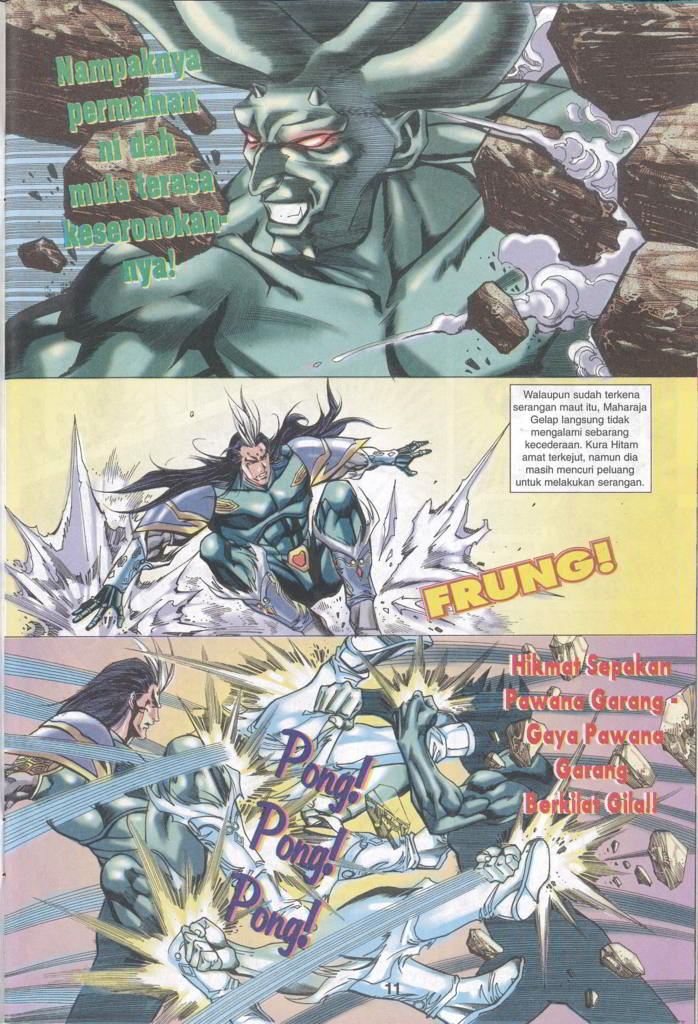 Nampaknya
permainan
ni dah
mula terasa
keseronokan-
nya!
Walaupun sudah terkena
serangan maut itu, Maharaja
Gelap langsung tidak
mengalami sebarang
kecederaan. Kura Hitam
amat terkejut, namun dia
masih mencuri peluang
untuk melakukan serangan.
FRUNG!
Hikmat Sepakan
Pawana Garang -
Gaya Pawana
Garang
Berkilat Gila!!
Pong!
Pong!
Pong!
11